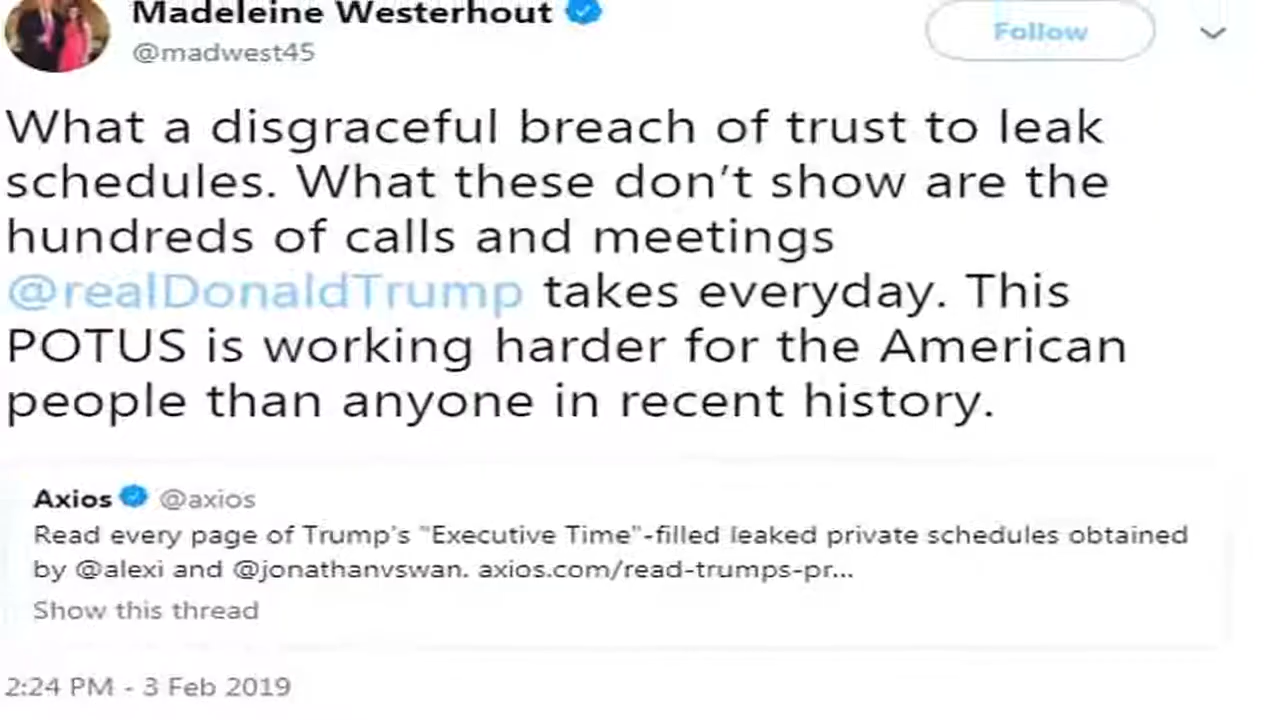 Madeleine Westerhout
@madwest45
Follow
What a disgraceful breach of trust to leak
schedules. What these don't show are the
hundreds of calls and meetings
@realDonaldTrump takes everyday. This
POTUS is working harder for the American
people than anyone in recent history.
Axios @axios
Read every page of Trump's "Executive Time"-filled leaked private schedules obtained
by @alexi and @jonathanvswan. axios.com/read-trumps-pr...
Show this thread
2:24 PM - 3 Feb 2019